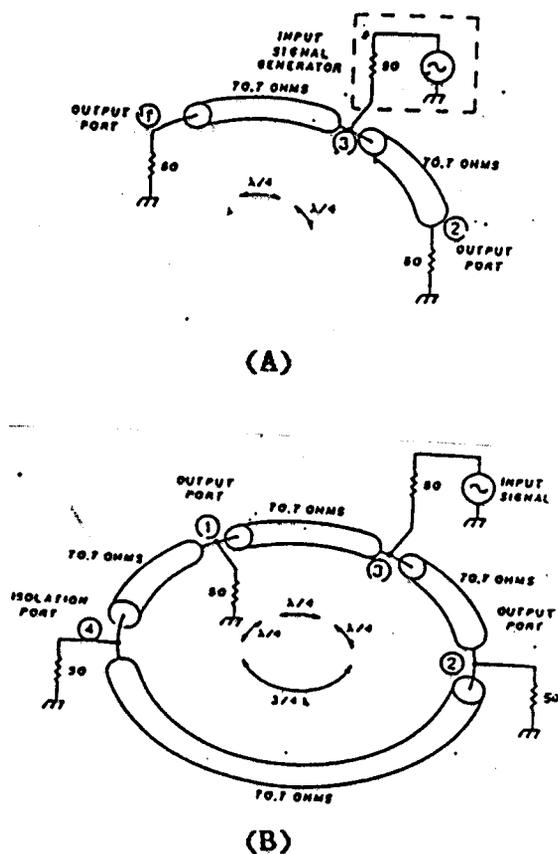 INPUT
SIGNAL
GENERATOR
50
70.7 OHMS
OUTPUT
PORT
1
50
3
70.7 OHMS
λ/4
λ/4
2
50
OUTPUT
PORT
(A)
OUTPUT
PORT
50
INPUT
SIGNAL
1
70.7 OHMS
3
70.7 OHMS
70.7 OHMS
ISOLATION
PORT
50
OUTPUT
PORT
4
λ/4
λ/4
λ/4
2
50
3/4 λ
50
70.7 OHMS
(B)